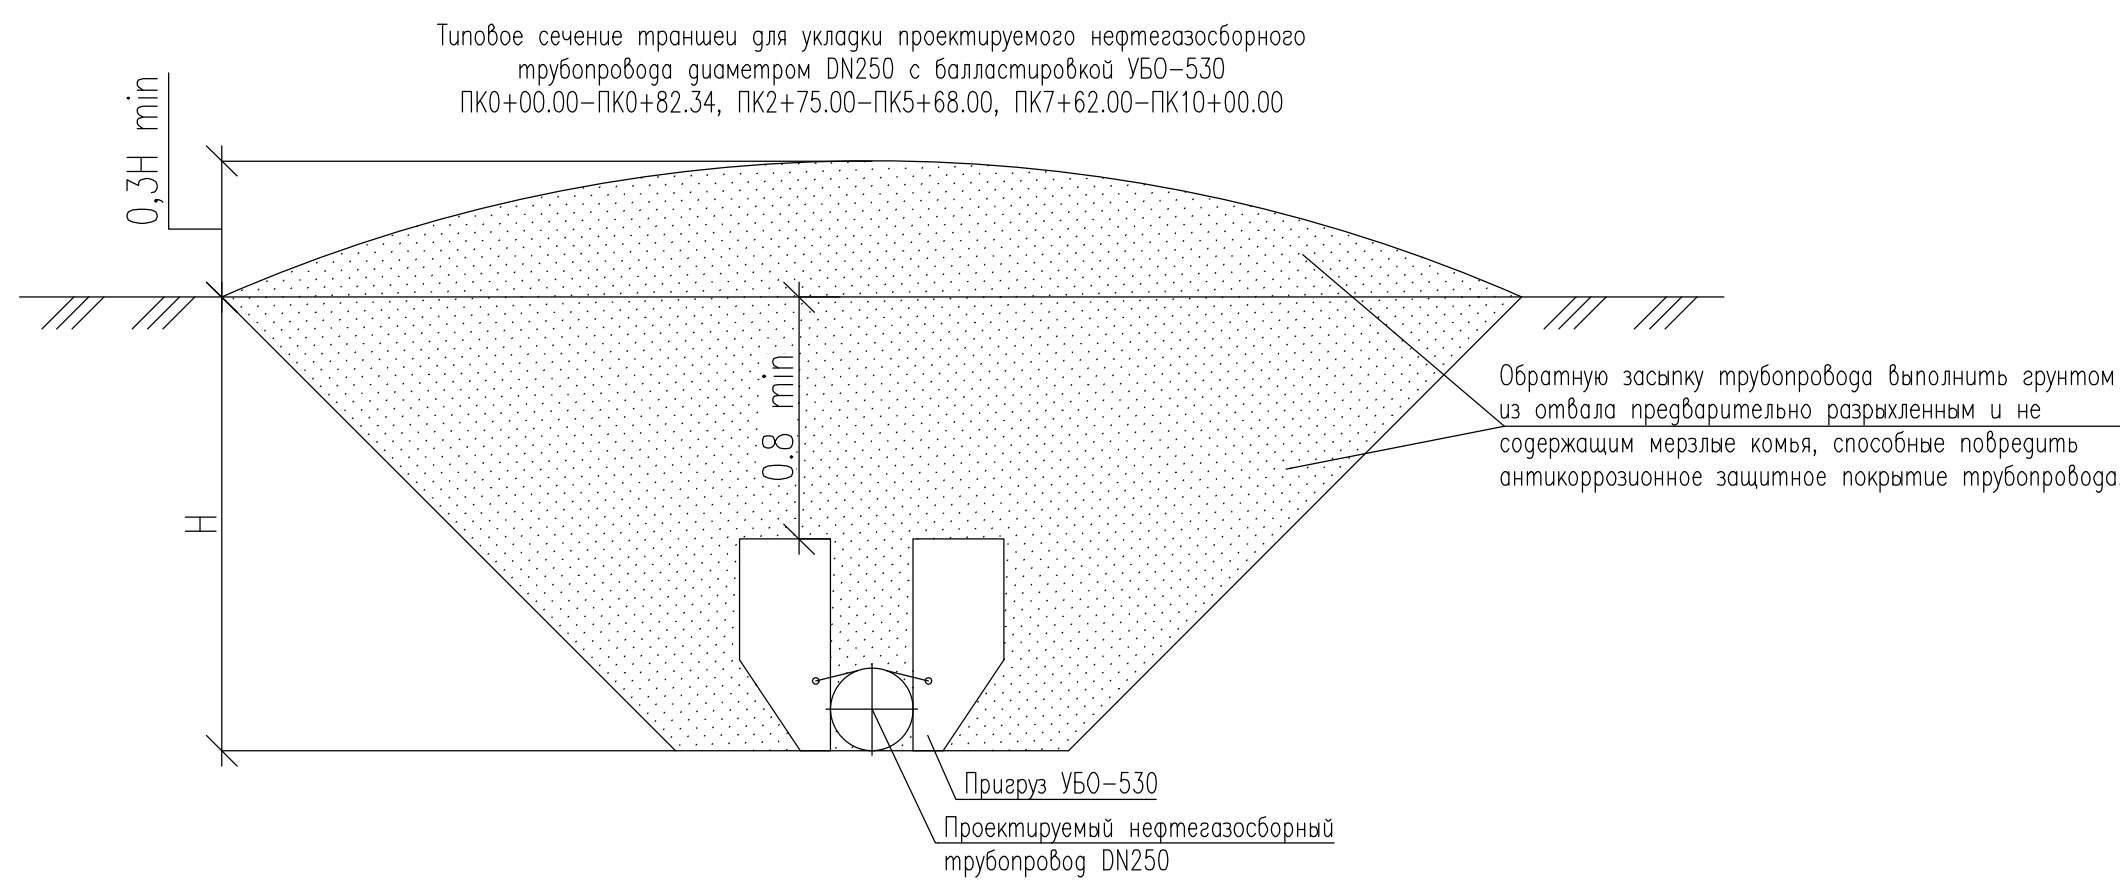 Типовое сечение траншеи для укладки проектируемого нефтегазосборного
трубопровода диаметром DN250 с балластировкой УБО-530
ПК0+00.00-ПК0+82.34, ПК2+75.00-ПК5+68.00, ПК7+62.00-ПК10+00.00
0,3H min
0.8 min
H
Обратную засыпку трубопровода выполнить грунтом
из отвала предварительно разрыхленным и не
содержащим мерзлые комья, способные повредить
антикоррозионное защитное покрытие трубопровода.
Пригруз УБО-530
Проектируемый нефтегазосборный
трубопровод DN250